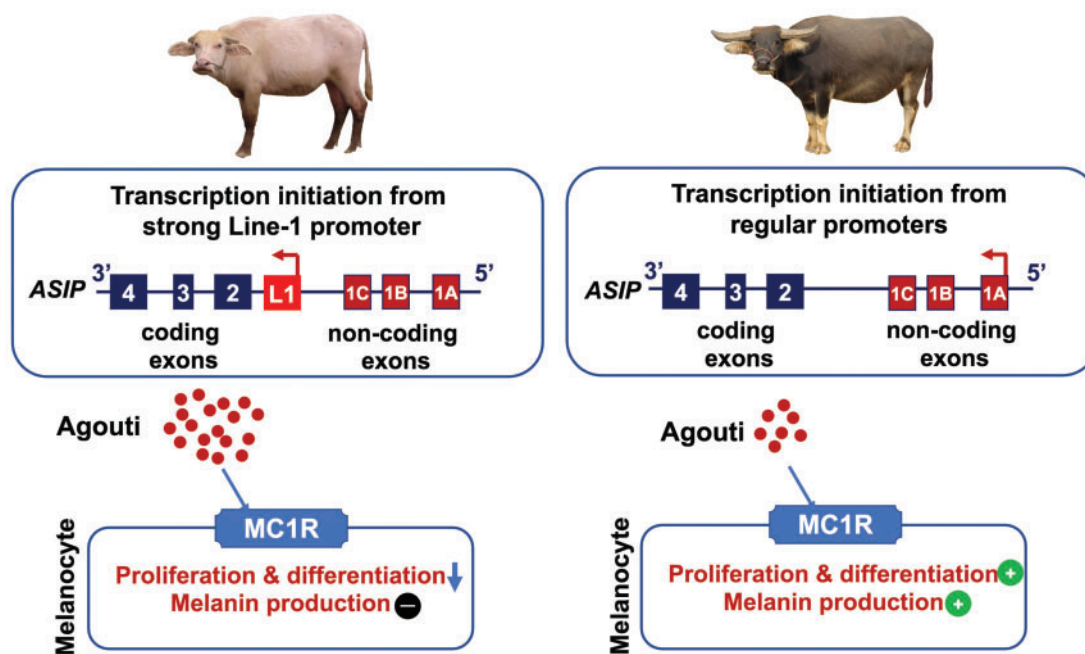 Transcription initiation from
strong Line-1 promoter
3’ 5’
ASIP 4 3 2 L1 1C 1B 1A
coding
exons
non-coding
exons
Agouti
MC1R
Melanocyte
Proliferation & differentiation
Melanin production −
Transcription initiation from
regular promoters
3’ 5’
ASIP 4 3 2 1C 1B 1A
coding
exons
non-coding
exons
Agouti
MC1R
Melanocyte
Proliferation & differentiation +
Melanin production +